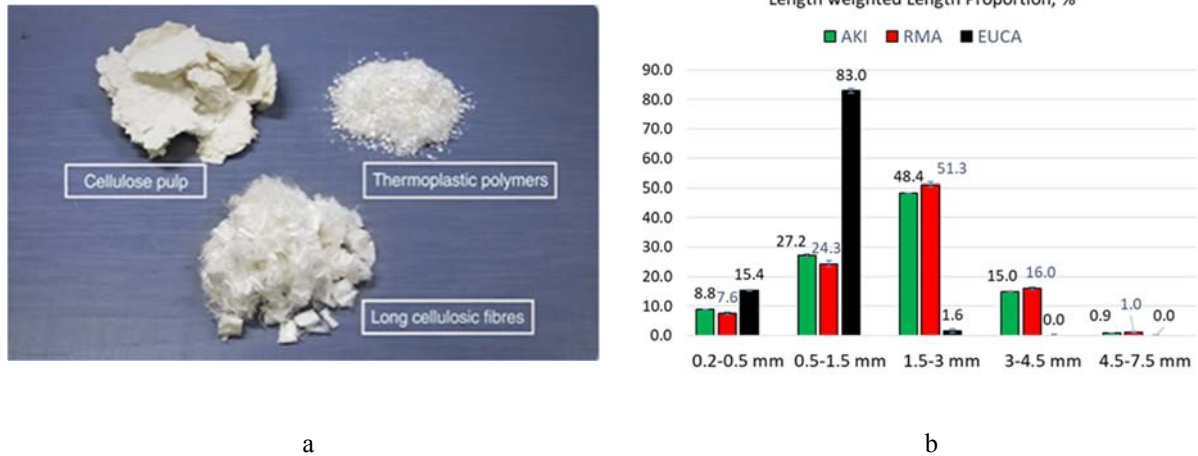 Cellulose pulp
Thermoplastic polymers
Long cellulosic fibres
a
Length weighted Length Proportion, %
AKI RMA EUCA
90.0
80.0
70.0
60.0
50.0
40.0
30.0
20.0
10.0
0.0
8.8 7.6 15.4
27.2 24.3 83.0
48.4 51.3 1.6
15.0 16.0 0.0
0.9 1.0 0.0
0.2-0.5 mm 0.5-1.5 mm 1.5-3 mm 3-4.5 mm 4.5-7.5 mm
b